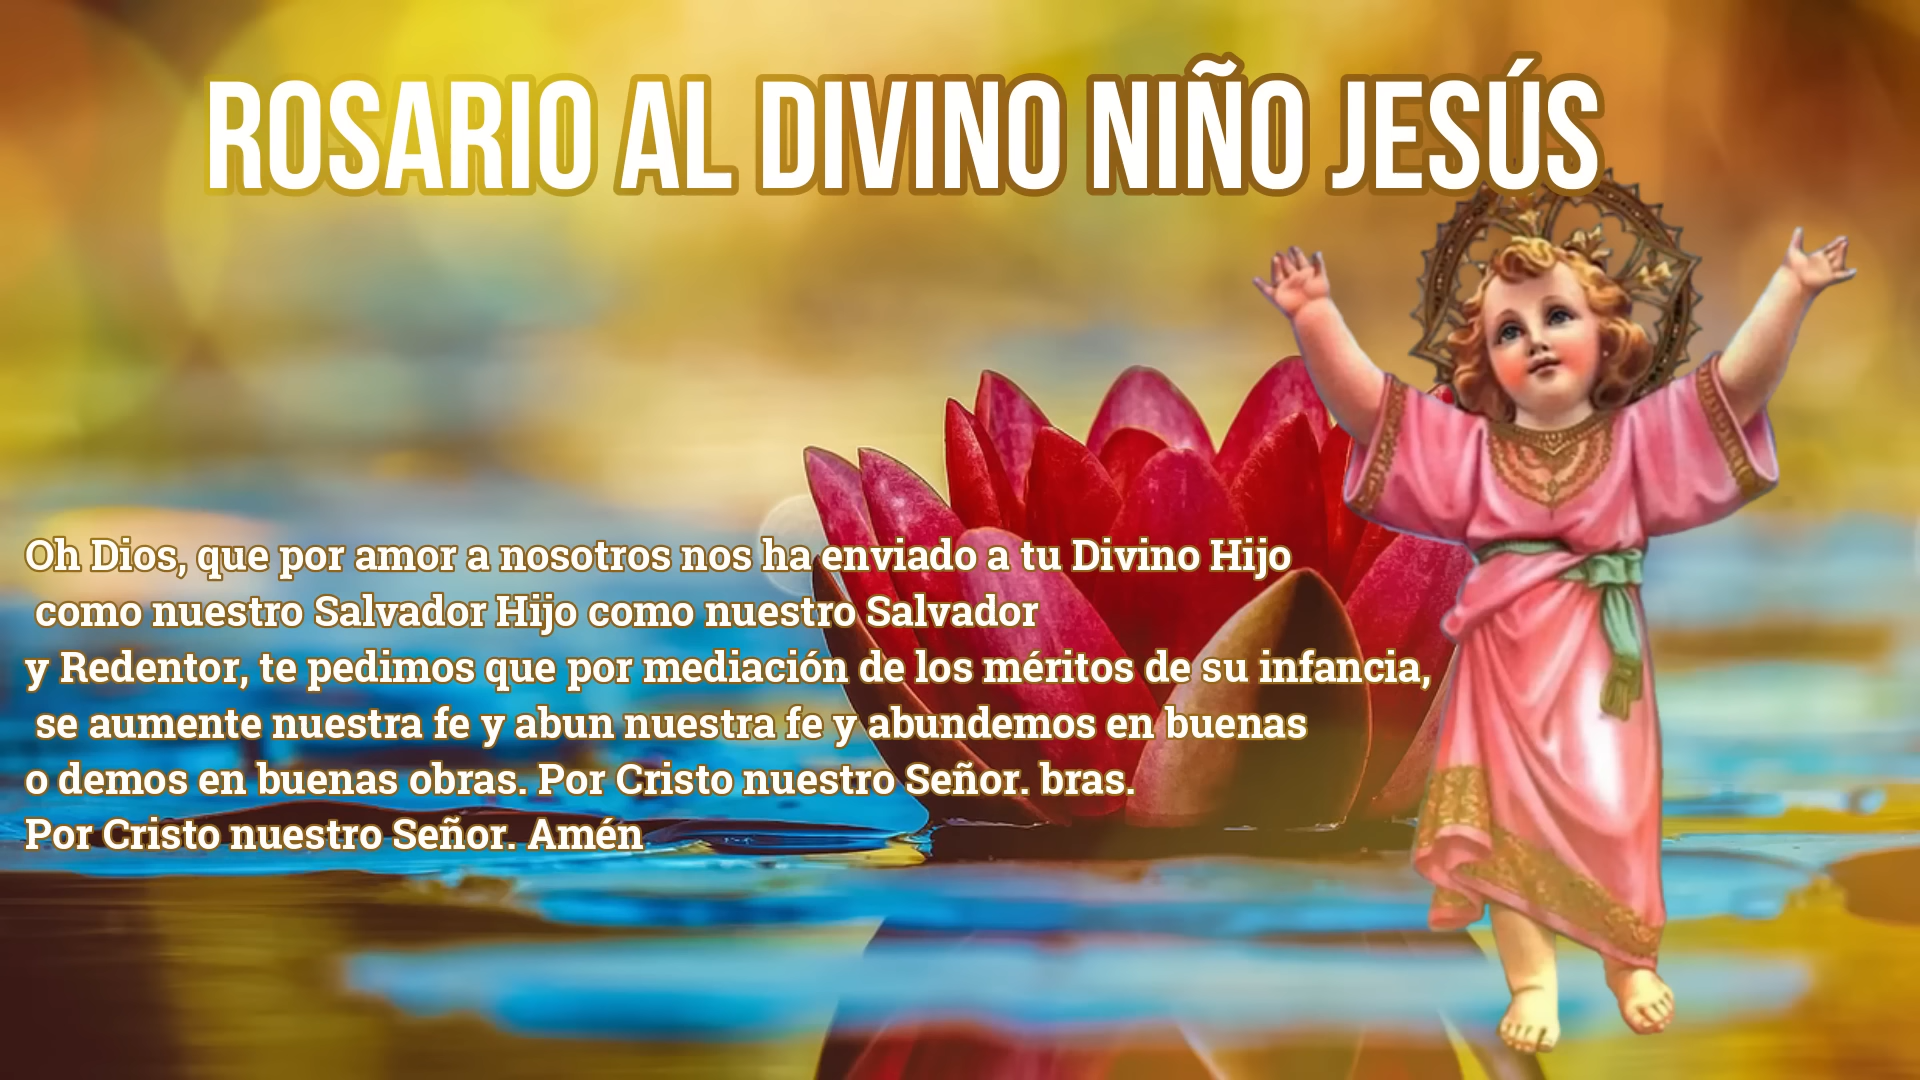 ROSARIO AL DIVINO NIÑO JESÚS
Oh Dios, que por amor a nosotros nos ha enviado a tu Divino Hijo
como nuestro Salvador Hijo como nuestro Salvador
y Redentor, te pedimos que por mediación de los méritos de su infancia,
se aumente nuestra fe y abun nuestra fe y abundemos en buenas
o demos en buenas obras. Por Cristo nuestro Señor. bras.
Por Cristo nuestro Señor. Amén